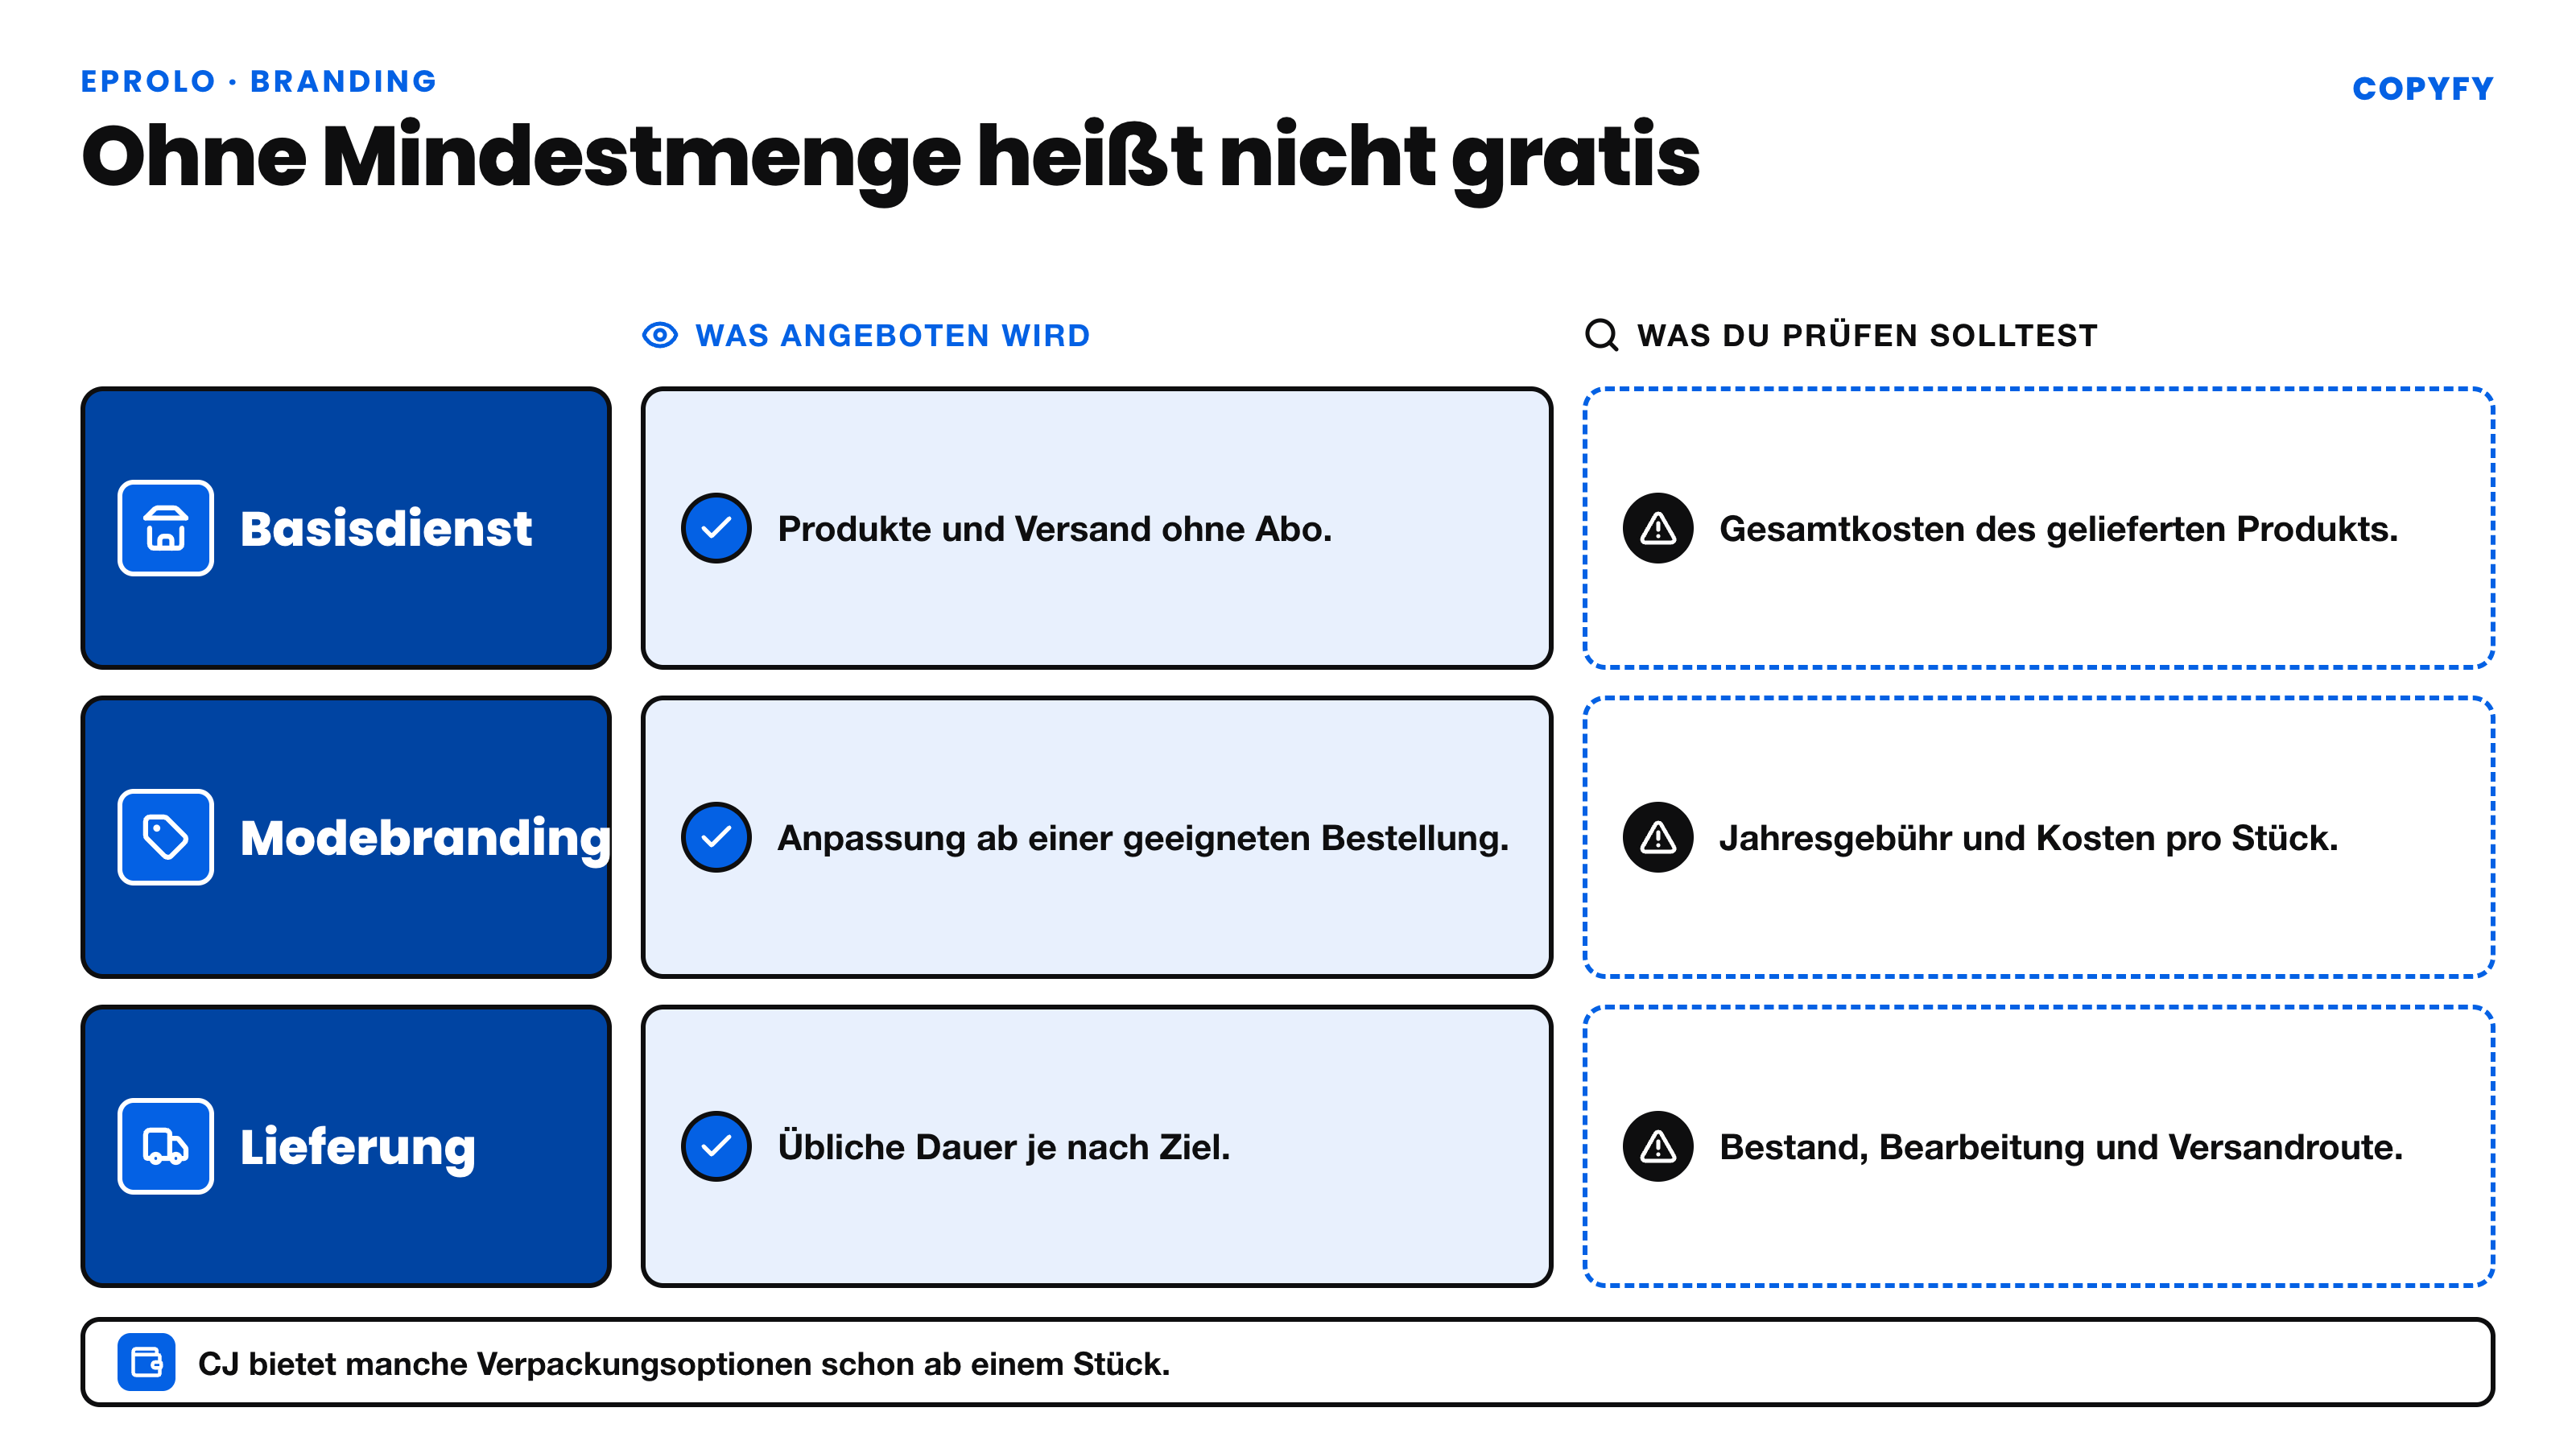 EPROLO · BRANDING
COPYFY
Ohne Mindestmenge heißt nicht gratis
WAS ANGEBOTEN WIRD
WAS DU PRÜFEN SOLLTEST
Basisdienst
Produkte und Versand ohne Abo.
Gesamtkosten des gelieferten Produkts.
Modebranding
Anpassung ab einer geeigneten Bestellung.
Jahresgebühr und Kosten pro Stück.
Lieferung
Übliche Dauer je nach Ziel.
Bestand, Bearbeitung und Versandroute.
CJ bietet manche Verpackungsoptionen schon ab einem Stück.